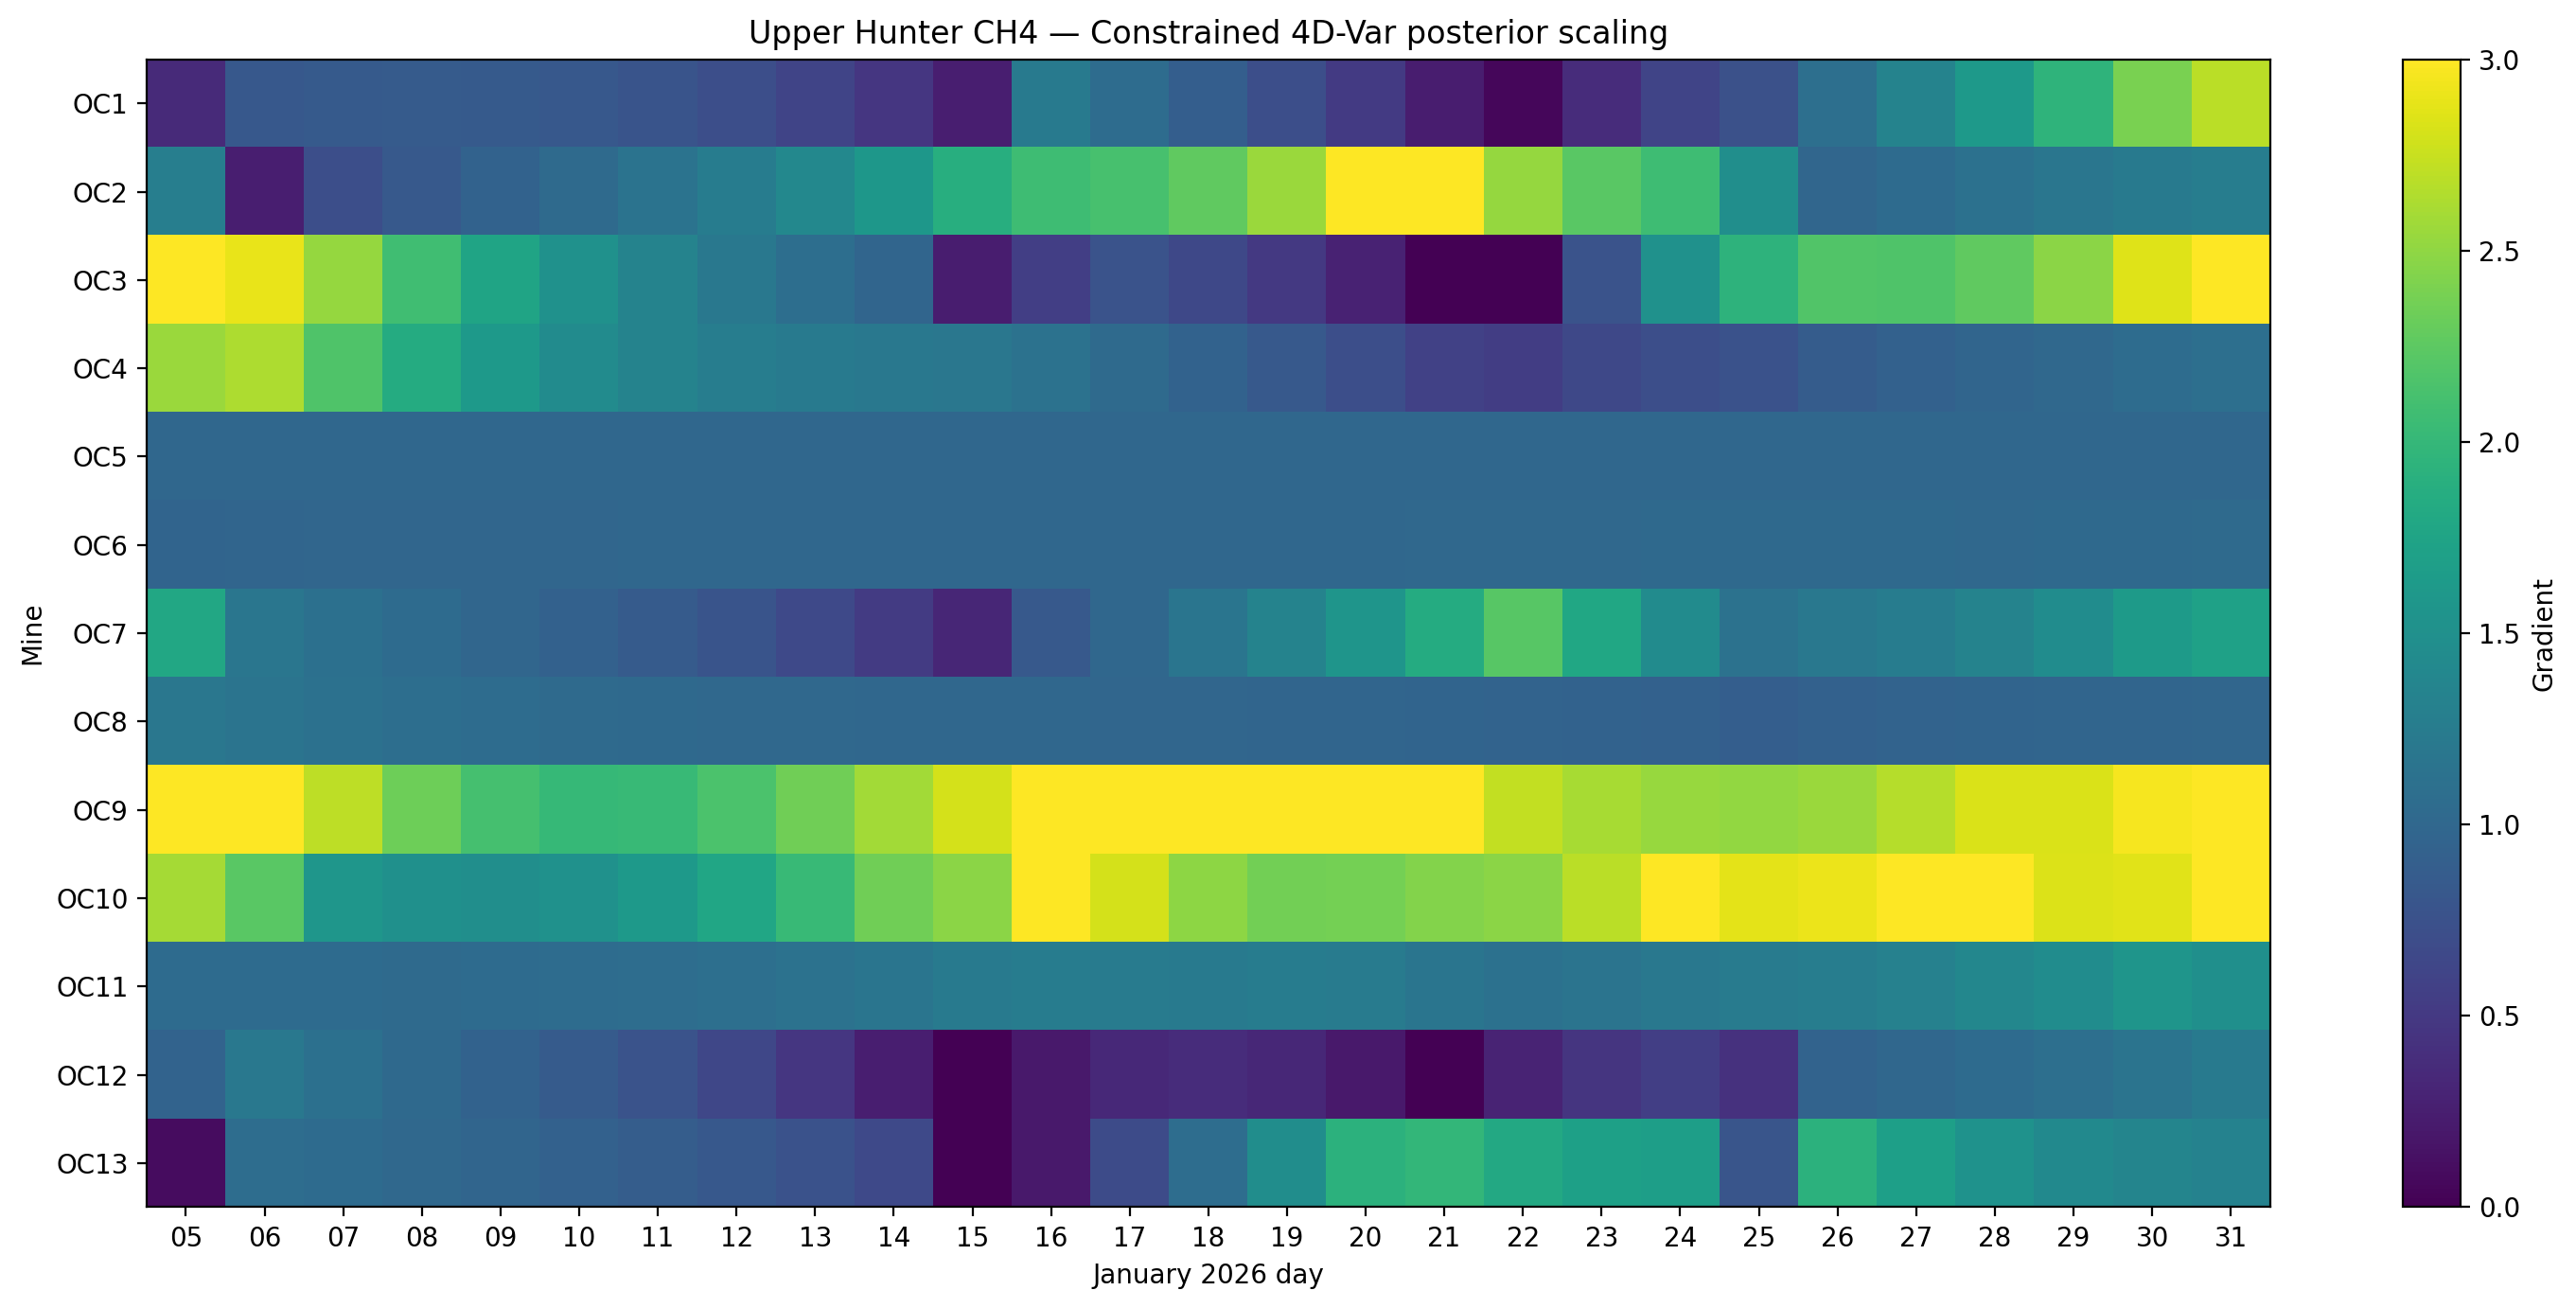 Upper Hunter CH4 — Constrained 4D-Var posterior scaling
Mine
OC1
OC2
OC3
OC4
OC5
OC6
OC7
OC8
OC9
OC10
OC11
OC12
OC13
05 06 07 08 09 10 11 12 13 14 15 16 17 18 19 20 21 22 23 24 25 26 27 28 29 30 31
January 2026 day
3.0
2.5
2.0
1.5
1.0
0.5
0.0
Gradient